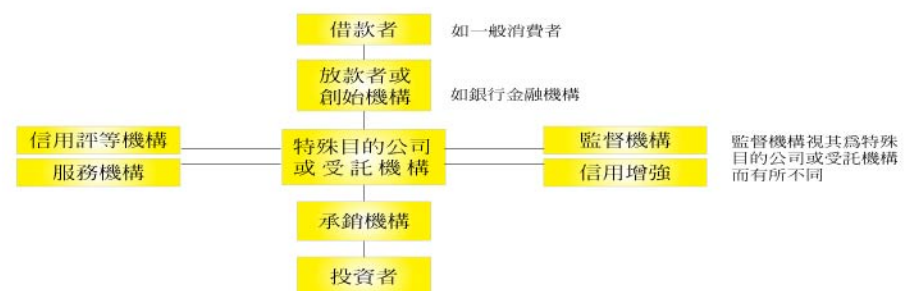 借款者
如一般消費者
放款者或
創始機構
如銀行金融機構
信用評等機構
服務機構
特殊目的公司
或受託機構
監督機構
信用增強
監督機構視其爲特殊
目的公司或受託機構
而有所不同
承銷機構
投資者